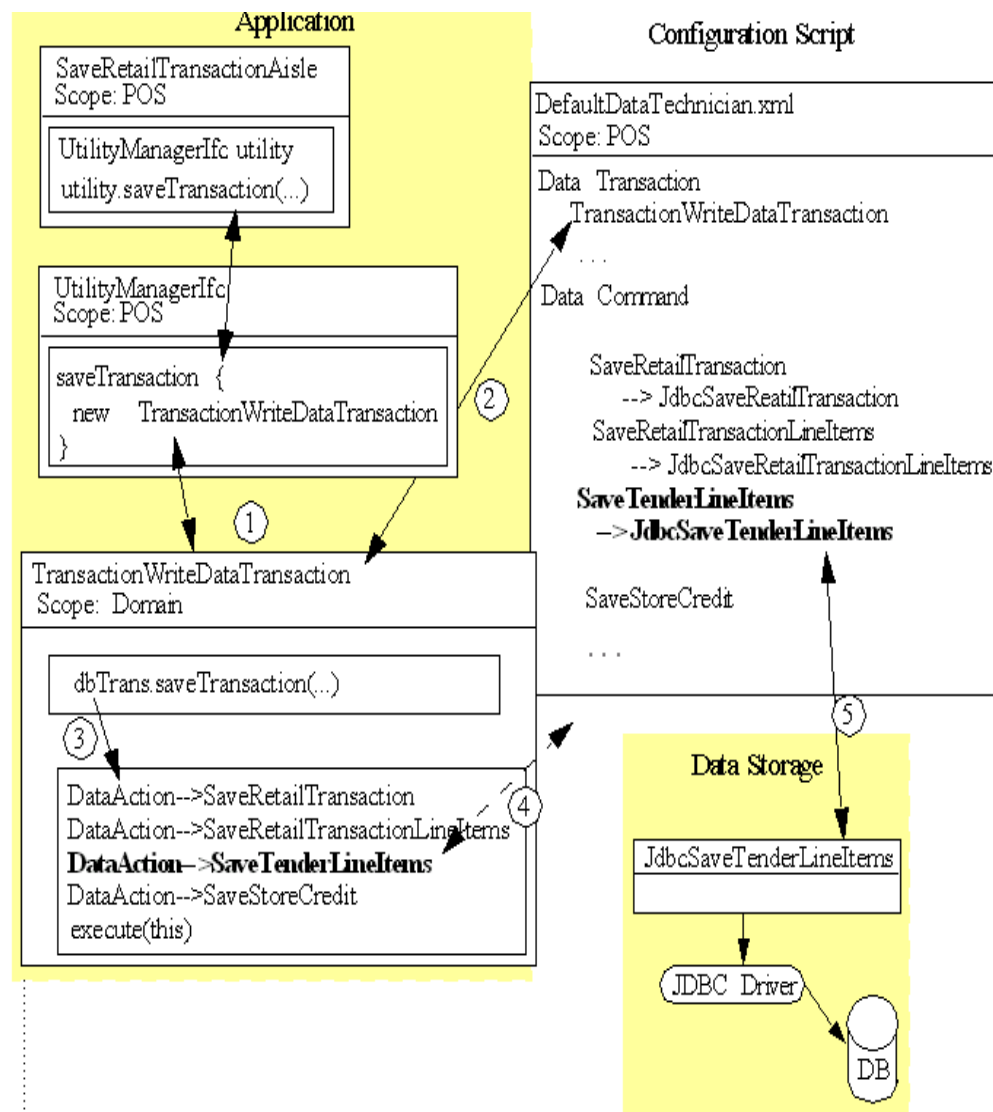 Application
SaveRetailTransactionAisle
Scope: POS
UtilityManagerIfc utility
utility.saveTransaction(...)
UtilityManagerIfc
Scope: POS
saveTransaction {
new TransactionWriteDataTransaction
}
1
2
TransactionWriteDataTransaction
Scope: Domain
dbTrans.saveTransaction(...)
3
DataAction-->SaveRetailTransaction
DataAction-->SaveRetailTransactionLineItems
DataAction-->SaveTenderLineItems
DataAction-->SaveStoreCredit
execute(this)
4
Configuration Script
DefaultDataTechnician.xml
Scope: POS
Data Transaction
TransactionWriteDataTransaction
. . .
Data Command
SaveRetailTransaction
--> JdbcSaveReatilTransaction
SaveRetailTransactionLineItems
--> JdbcSaveRetailTransactionLineItems
SaveTenderLineItems
-->JdbcSaveTenderLineItems
SaveStoreCredit
. . .
5
Data Storage
JdbcSaveTenderLineItems
JDBC Driver
DB